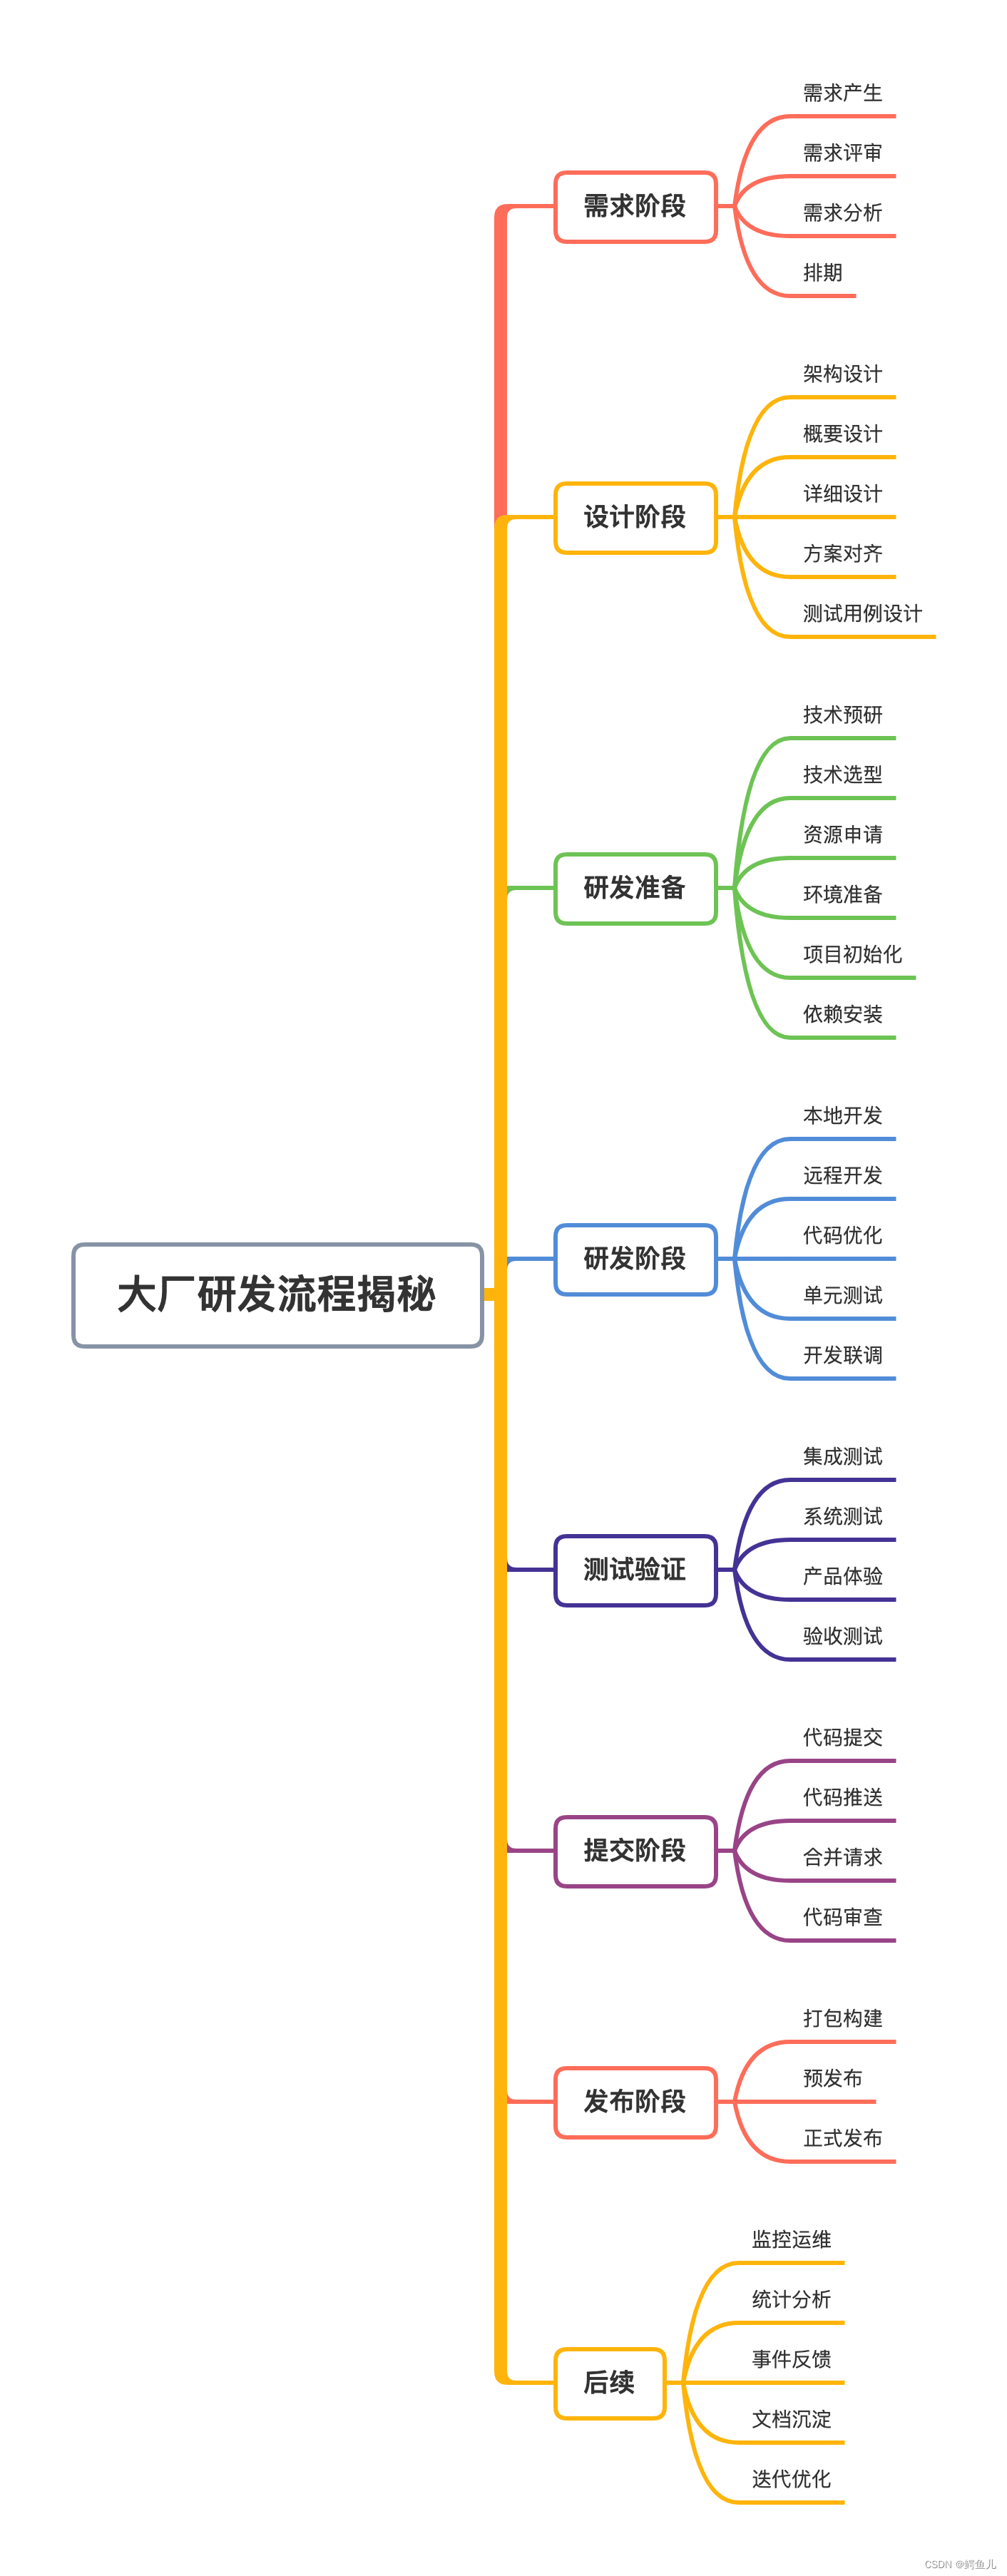 大厂研发流程揭秘
需求阶段
需求产生
需求评审
需求分析
排期
设计阶段
架构设计
概要设计
详细设计
方案对齐
测试用例设计
研发准备
技术预研
技术选型
资源申请
环境准备
项目初始化
依赖安装
研发阶段
本地开发
远程开发
代码优化
单元测试
开发联调
测试验证
集成测试
系统测试
产品体验
验收测试
提交阶段
代码提交
代码推送
合并请求
代码审查
发布阶段
打包构建
预发布
正式发布
后续
监控运维
统计分析
事件反馈
文档沉淀
迭代优化
CSDN @鳄鱼儿